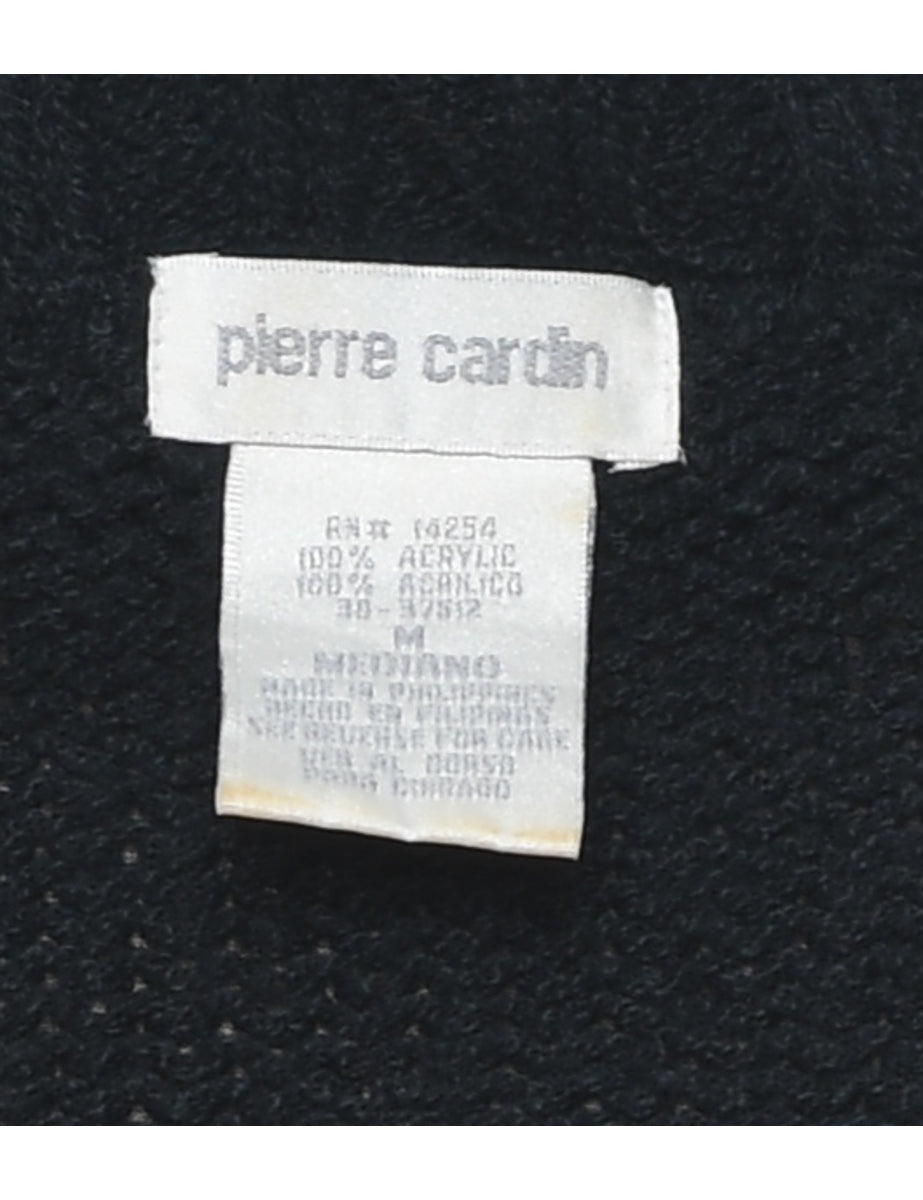 pierre cardin
RN# 14254
100% ACRYLIC
100% ACRILICO
38-37512
M
MEDIANO
MADE IN PHILIPPINES
HECHO EN FILIPINAS
SEE REVERSE FOR CARE
VER AL DORSO
PARA CUIDADO